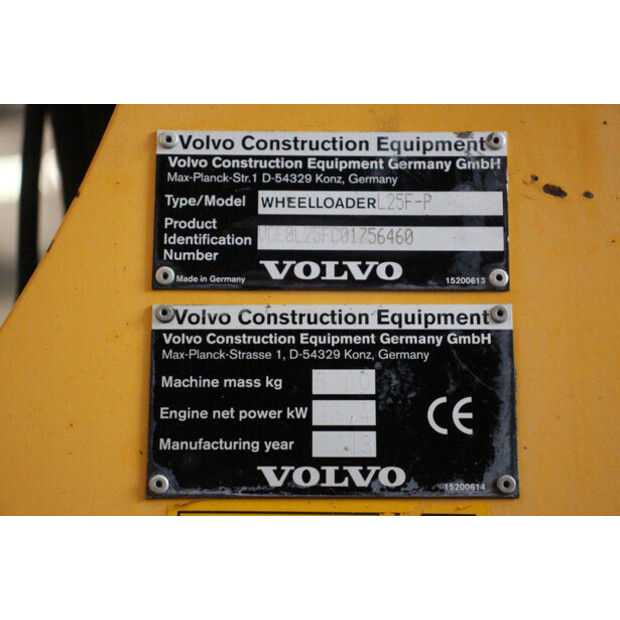 Volvo Construction Equipment
Volvo Construction Equipment Germany GmbH
Max-Planck-Str.1 D-54329 Konz, Germany
Type/Model WHEELLOADER L25F-P
Product
Identification
Number
VCE0L25FC01756460
Made in Germany
VOLVO
15200613
Volvo Construction Equipment
Volvo Construction Equipment Germany GmbH
Max-Planck-Strasse 1, D-54329 Konz, Germany
Machine mass kg
Engine net power kW
Manufacturing year
CE
VOLVO
15200614